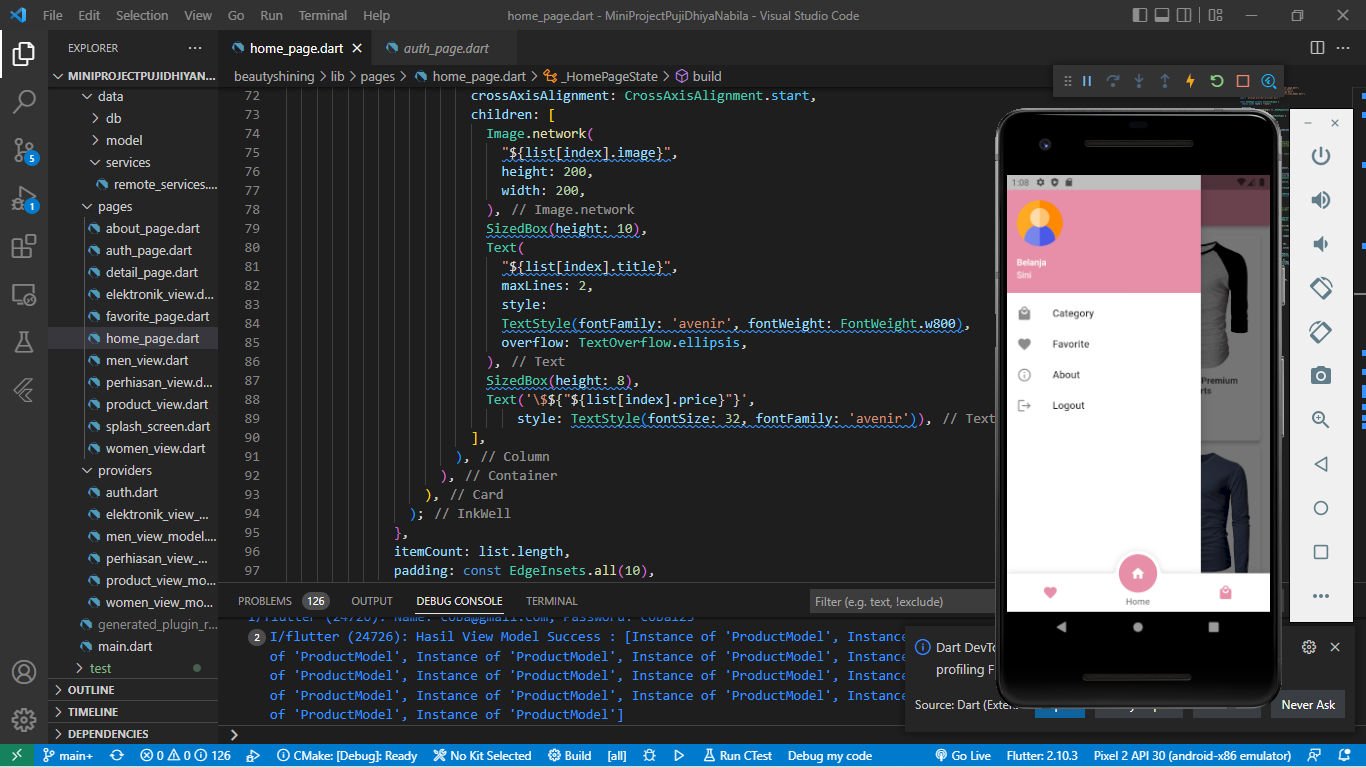 File Edit Selection View Go Run Terminal Help
home_page.dart - MiniProjectPujiDhiyaNabila - Visual Studio Code
EXPLORER
MINIPROJECTPUJIDHIYAN...
data
db
model
services
remote_services....
pages
about_page.dart
auth_page.dart
detail_page.dart
elektronik_view.d...
favorite_page.dart
home_page.dart
men_view.dart
perhiasan_view.d...
product_view.dart
splash_screen.dart
women_view.dart
providers
auth.dart
elektronik_view_...
men_view_model....
perhiasan_view_...
product_view_mo...
women_view_mo...
generated_plugin_r...
main.dart
test
OUTLINE
TIMELINE
DEPENDENCIES
5
1
home_page.dart
auth_page.dart
beautyshining > lib > pages > home_page.dart > _HomePageState > build
72 crossAxisAlignment: CrossAxisAlignment.start,
73 children: [
74 Image.network(
75 "${list[index].image}",
76 height: 200,
77 width: 200,
78 ), // Image.network
79 SizedBox(height: 10),
80 Text(
81 "${list[index].title}",
82 maxLines: 2,
83 style:
84 TextStyle(fontFamily: 'avenir', fontWeight: FontWeight.w800),
85 overflow: TextOverflow.ellipsis,
86 ), // Text
87 SizedBox(height: 8),
88 Text('\$${"${list[index].price}"}',
89 style: TextStyle(fontSize: 32, fontFamily: 'avenir')), // Text
90 ],
91 ), // Column
92 ), // Container
93 ), // Card
94 ); // InkWell
95 },
96 itemCount: list.length,
97 padding: const EdgeInsets.all(10),
PROBLEMS 126 OUTPUT DEBUG CONSOLE TERMINAL
Filter (e.g. text, !exclude)
I/flutter (24726): Name: coba@gmail.com, Password: Coba123
2 I/flutter (24726): Hasil View Model Success : [Instance of 'ProductModel', Instance
of 'ProductModel', Instance of 'ProductModel', Instance of 'ProductModel', Instance
of 'ProductModel', Instance of 'ProductModel', Instance of 'ProductModel', Instance
of 'ProductModel', Instance of 'ProductModel', Instance of 'ProductModel', Instance
of 'ProductModel', Instance of 'ProductModel']
1:08
Belanja
Sini
Category
Favorite
About
Logout
Premium
rts
Home
Dart DevTo
profiling F
Source: Dart (Exten
Never Ask
main+
0 0 126
CMake: [Debug]: Ready
No Kit Selected
Build
[all]
Run CTest
Debug my code
Go Live
Flutter: 2.10.3
Pixel 2 API 30 (android-x86 emulator)